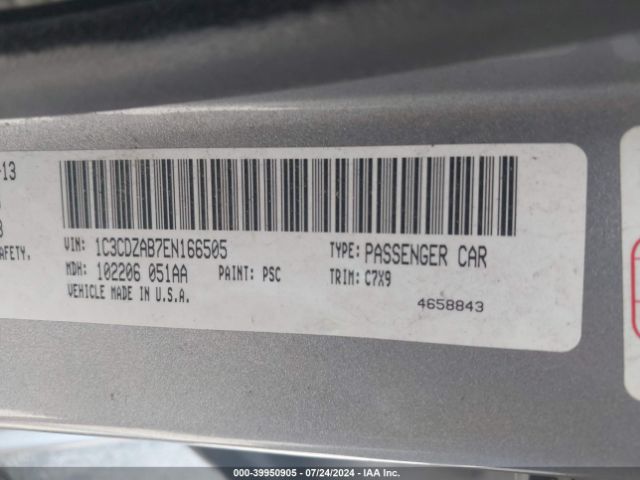 -13
AFETY.
VIN: 1C3CDZAB7EN166505 TYPE: PASSENGER CAR
MDH: 102206 051AA PAINT: PSC TRIM: C7X9
VEHICLE MADE IN U.S.A.
4658843
000-39950905 - 07/24/2024 - IAA Inc.